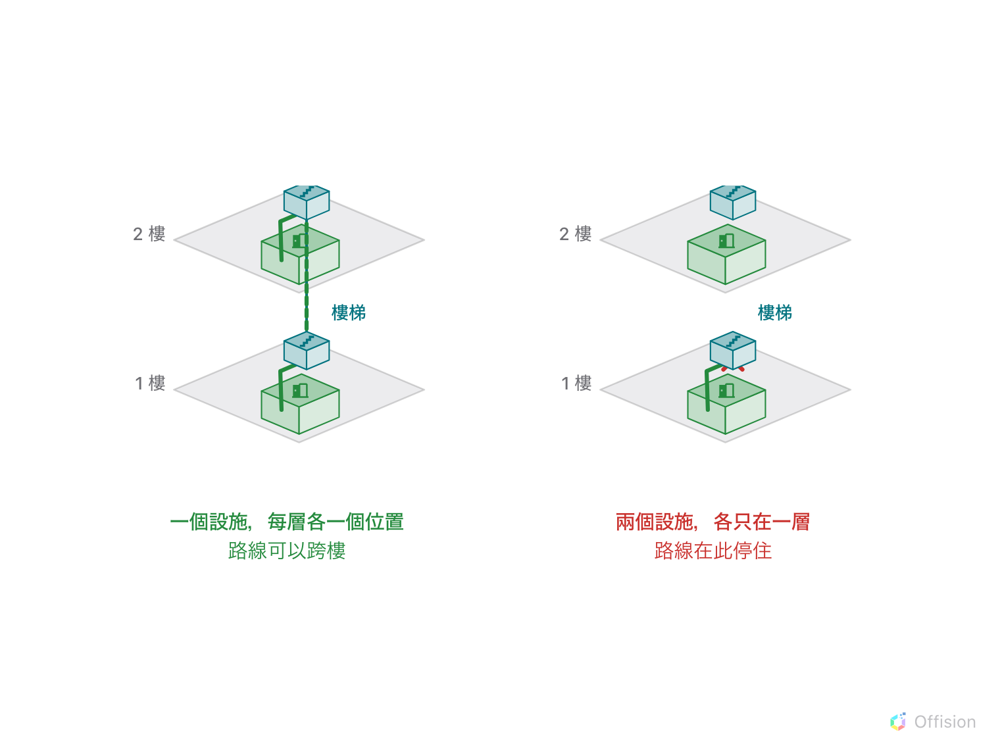 2 樓
樓梯
1 樓
一個設施，每層各一個位置
路線可以跨樓
2 樓
樓梯
1 樓
兩個設施，各只在一層
路線在此停住
Offision